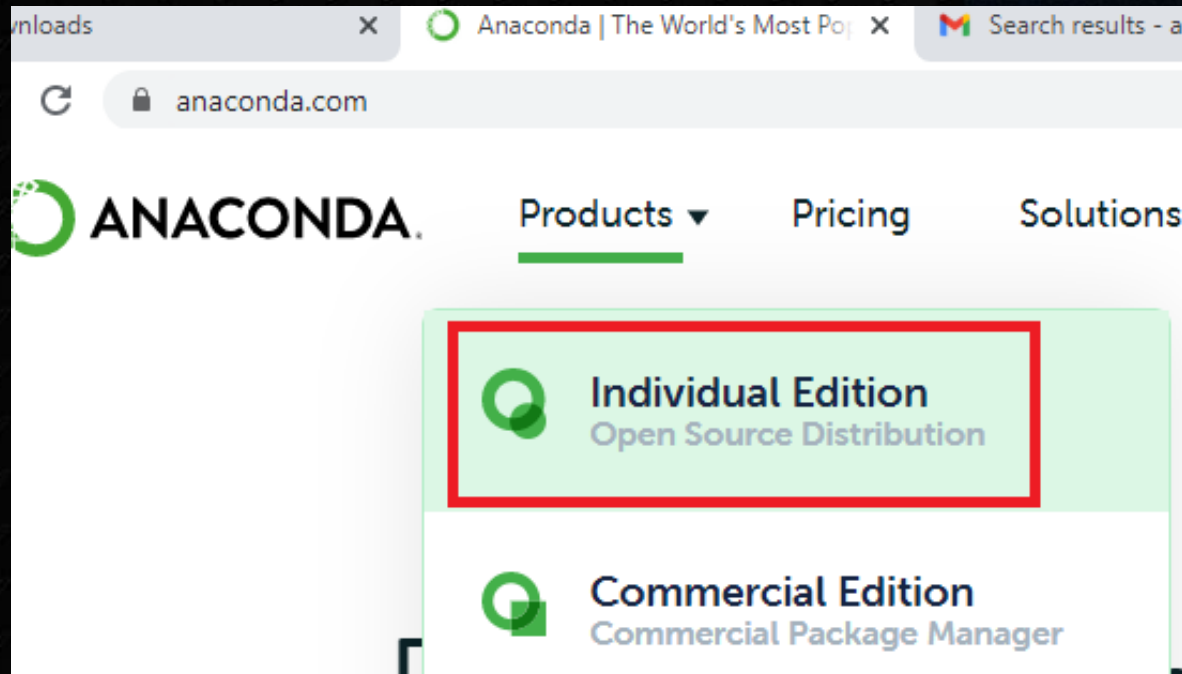 vnloads
Anaconda | The World's Most Po
Search results - a
anaconda.com
ANACONDA.
Products
Pricing
Solutions
Individual Edition
Open Source Distribution
Commercial Edition
Commercial Package Manager